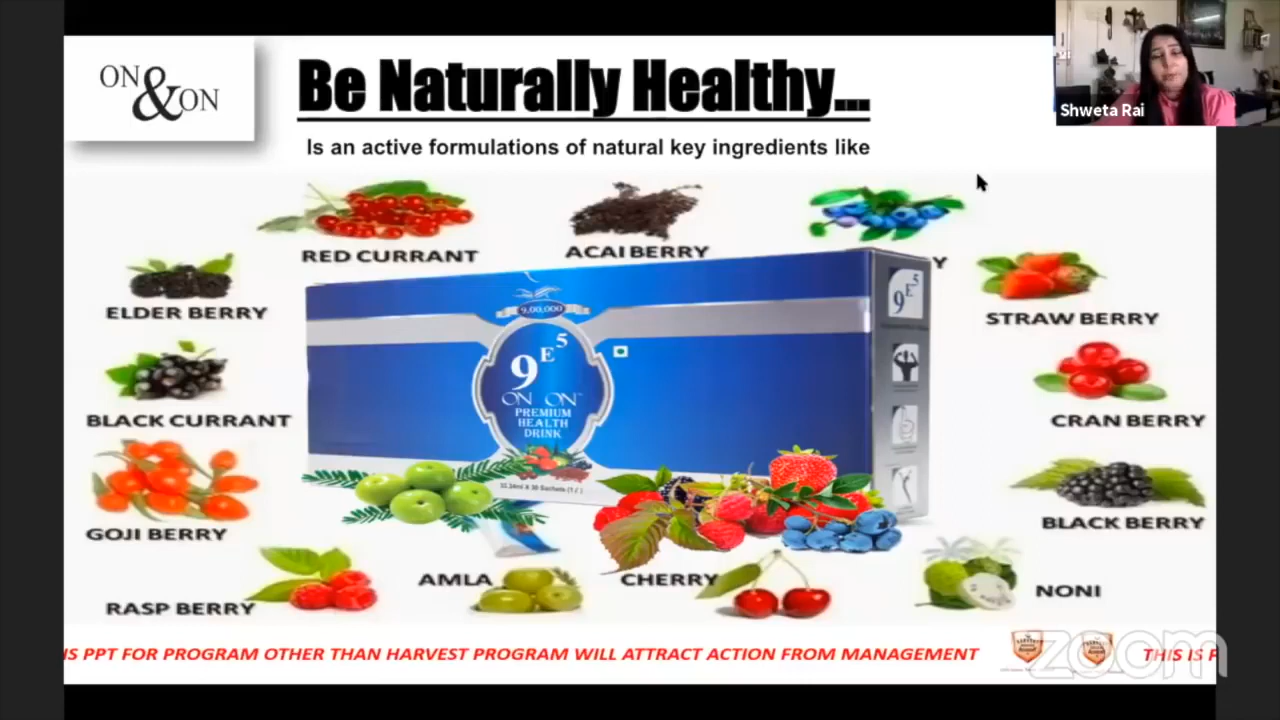 ON & ON
Be Naturally Healthy...
Is an active formulations of natural key ingredients like
Shweta Rai
RED CURRANT
ACAI BERRY
Y
ELDER BERRY
STRAW BERRY
BLACK CURRANT
CRAN BERRY
GOJI BERRY
BLACK BERRY
RASP BERRY
AMLA
CHERRY
NONI
9,00,000
9E5
ON ON™
PREMIUM
HEALTH
DRINK
9E5
IS PPT FOR PROGRAM OTHER THAN HARVEST PROGRAM WILL ATTRACT ACTION FROM MANAGEMENT
THIS IS P
zoom